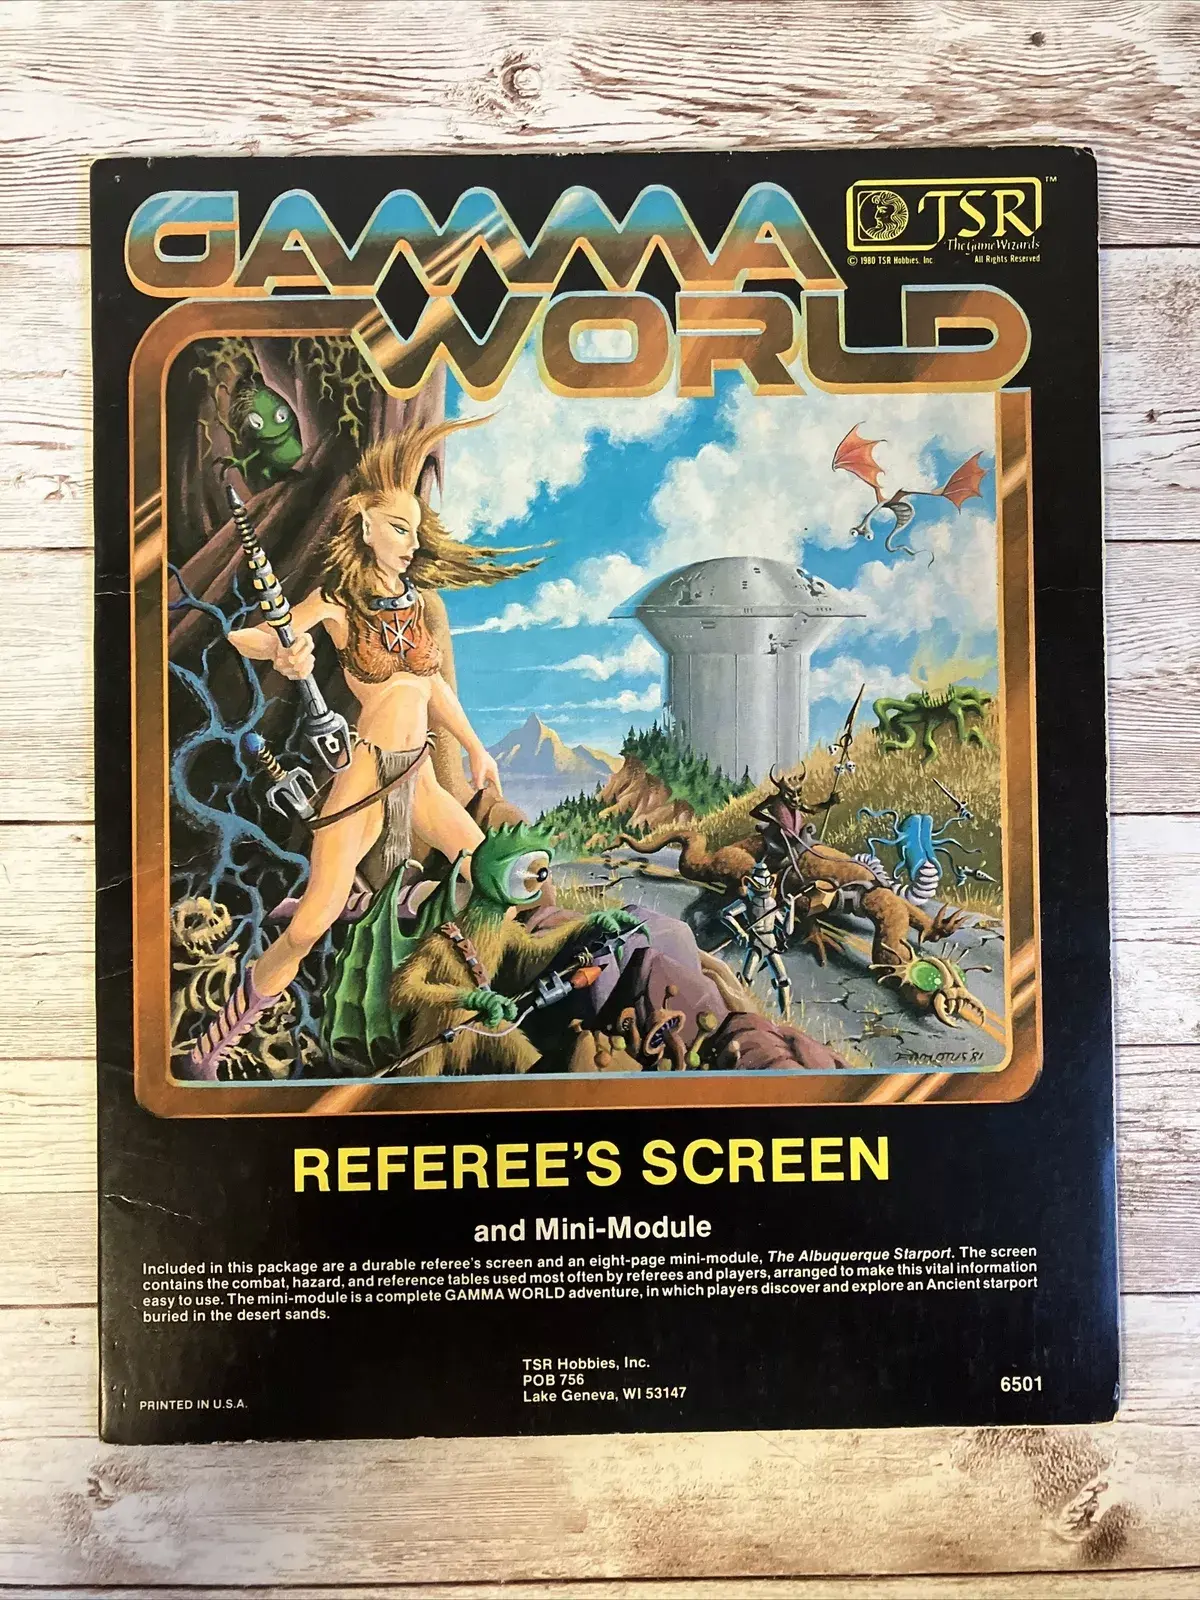 GAMMA
WORLD
TSR™
The Game Wizards
© 1980 TSR Hobbies, Inc. All Rights Reserved
EROL OTUS '81
REFEREE'S SCREEN
and Mini-Module
Included in this package are a durable referee's screen and an eight-page mini-module, The Albuquerque Starport. The screen
contains the combat, hazard, and reference tables used most often by referees and players, arranged to make this vital information
easy to use. The mini-module is a complete GAMMA WORLD adventure, in which players discover and explore an Ancient starport
buried in the desert sands.
TSR Hobbies, Inc.
POB 756
Lake Geneva, WI 53147
6501
PRINTED IN U.S.A.